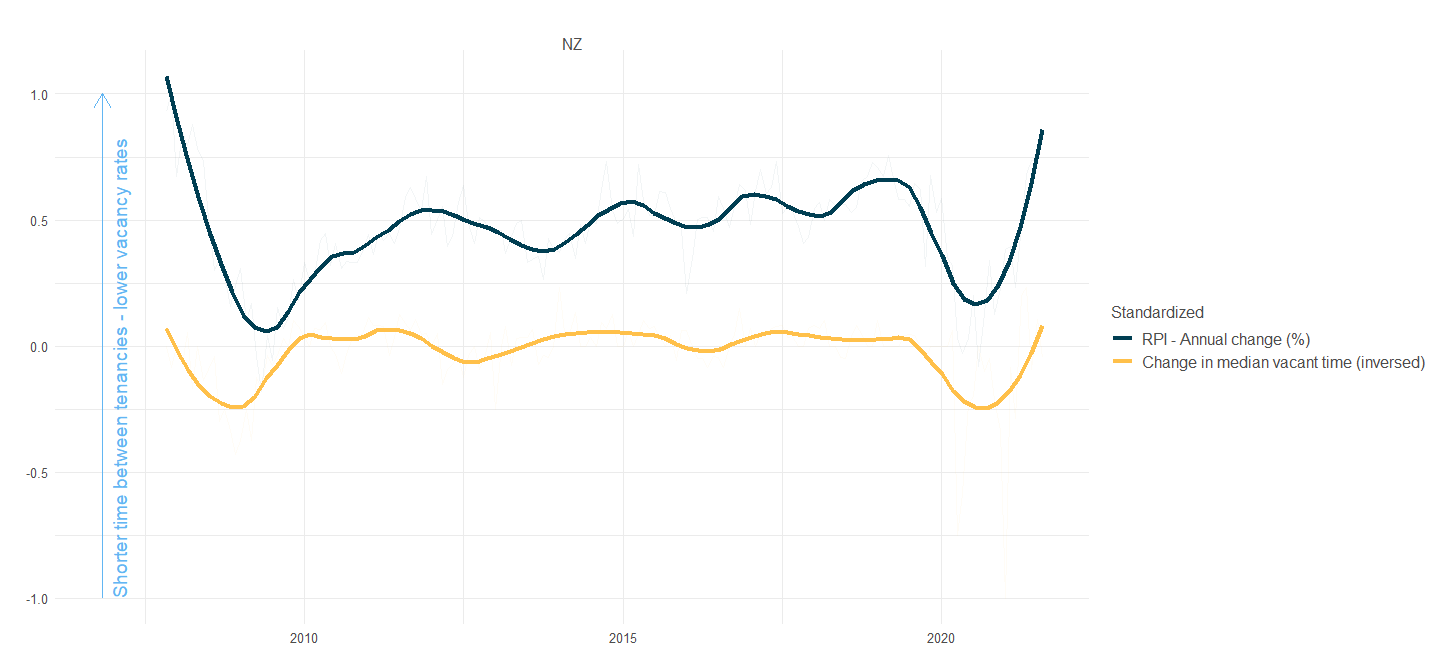 NZ
1.0
0.5
0.0
-0.5
-1.0
Shorter time between tenancies - lower vacancy rates
2010
2015
2020
Standardized
RPI - Annual change (%)
Change in median vacant time (inversed)